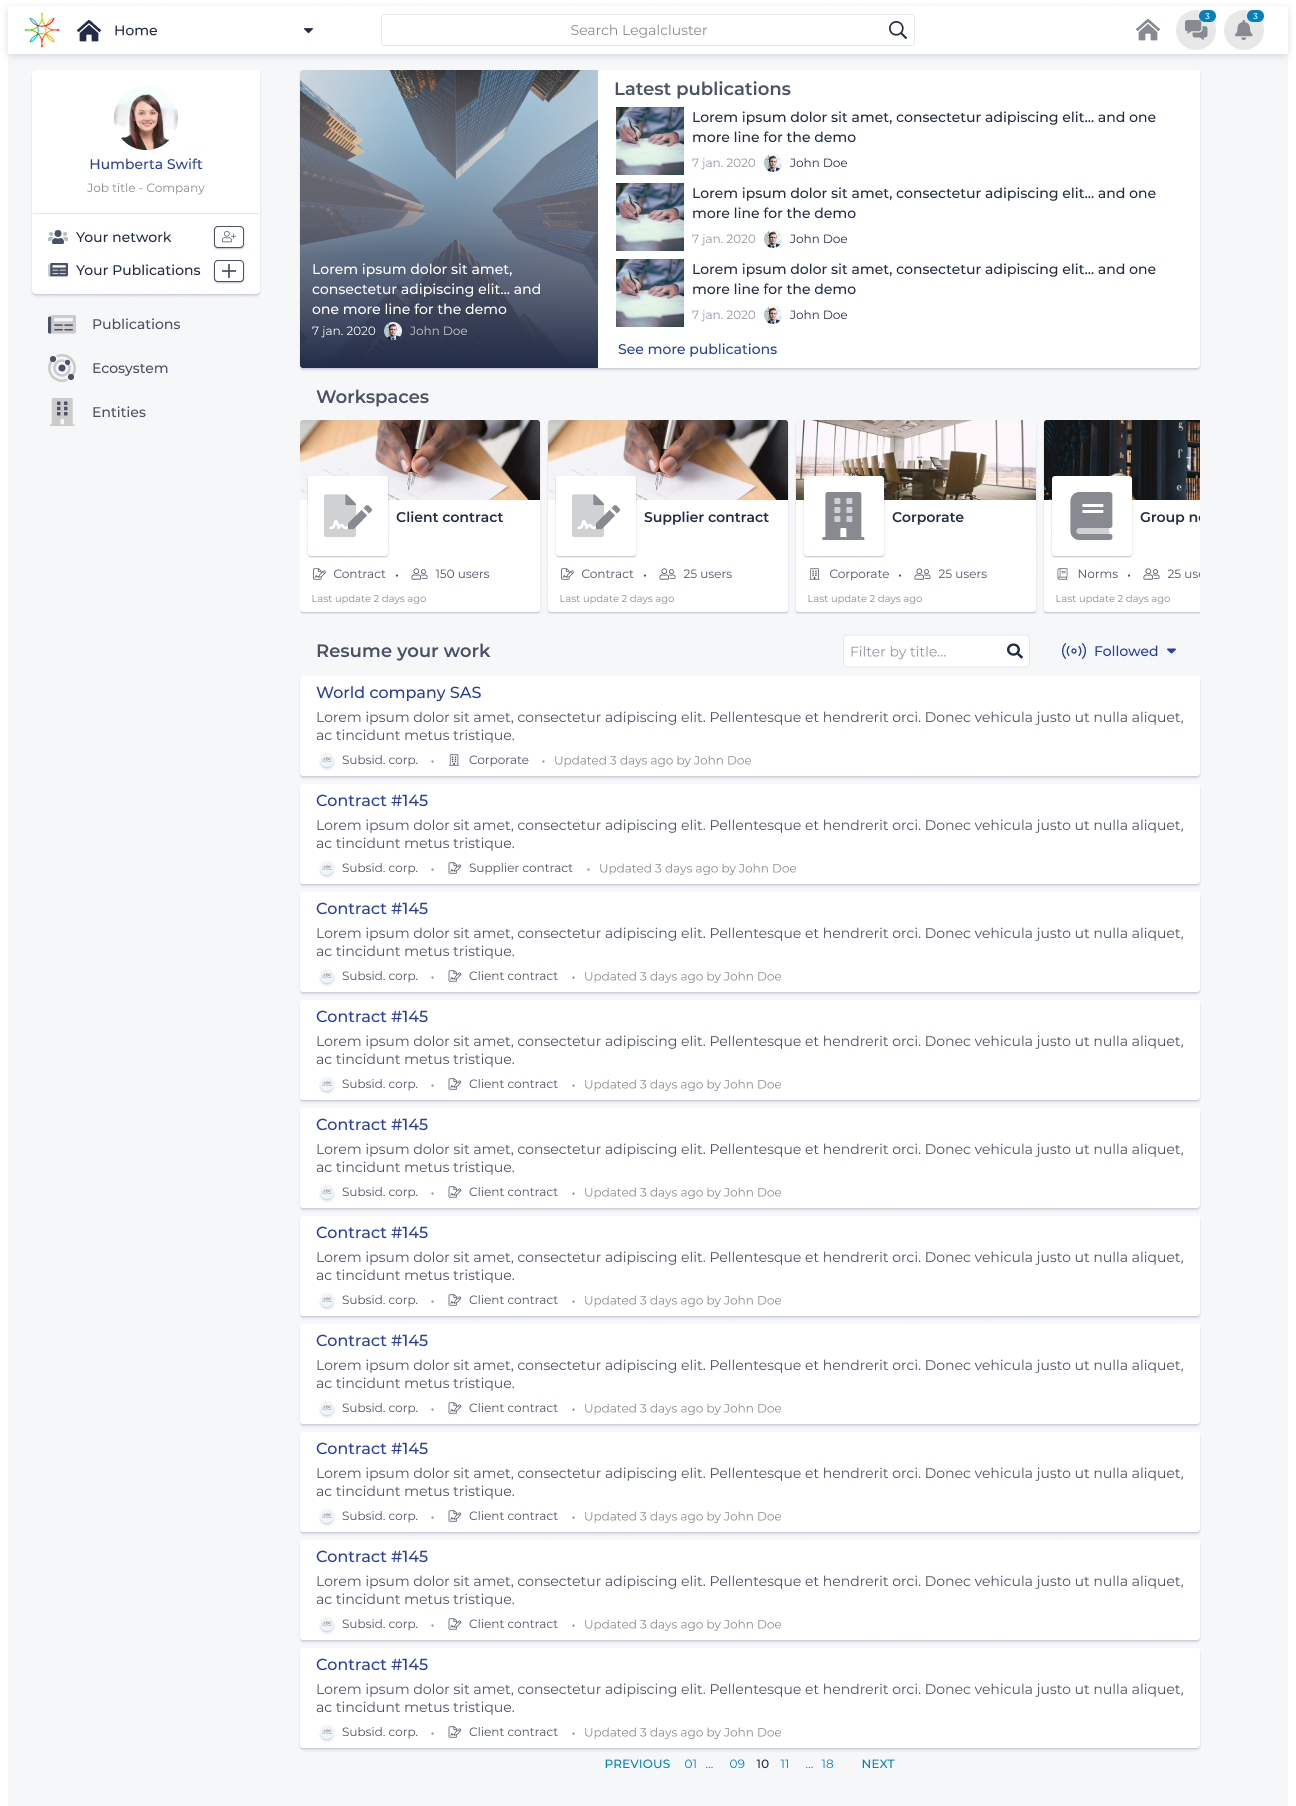 Home
Search Legalcluster
3
3
Humberta Swift
Job title - Company
Your network
Your Publications
Publications
Ecosystem
Entities
Lorem ipsum dolor sit amet,
consectetur adipiscing elit... and
one more line for the demo
7 jan. 2020 John Doe
Latest publications
Lorem ipsum dolor sit amet, consectetur adipiscing elit... and one
more line for the demo
7 jan. 2020 John Doe
Lorem ipsum dolor sit amet, consectetur adipiscing elit... and one
more line for the demo
7 jan. 2020 John Doe
Lorem ipsum dolor sit amet, consectetur adipiscing elit... and one
more line for the demo
7 jan. 2020 John Doe
See more publications
Workspaces
Client contract
Contract • 150 users
Last update 2 days ago
Supplier contract
Contract • 25 users
Last update 2 days ago
Corporate
Corporate • 25 users
Last update 2 days ago
Group
Norms • 25
Last update 2 days ago
Resume your work
Filter by title...
Followed
World company SAS
Lorem ipsum dolor sit amet, consectetur adipiscing elit. Pellentesque et hendrerit orci. Donec vehicula justo ut nulla aliquet,
ac tincidunt metus tristique.
Subsid. corp. • Corporate • Updated 3 days ago by John Doe
Contract #145
Lorem ipsum dolor sit amet, consectetur adipiscing elit. Pellentesque et hendrerit orci. Donec vehicula justo ut nulla aliquet,
ac tincidunt metus tristique.
Subsid. corp. • Supplier contract • Updated 3 days ago by John Doe
Contract #145
Lorem ipsum dolor sit amet, consectetur adipiscing elit. Pellentesque et hendrerit orci. Donec vehicula justo ut nulla aliquet,
ac tincidunt metus tristique.
Subsid. corp. • Client contract • Updated 3 days ago by John Doe
Contract #145
Lorem ipsum dolor sit amet, consectetur adipiscing elit. Pellentesque et hendrerit orci. Donec vehicula justo ut nulla aliquet,
ac tincidunt metus tristique.
Subsid. corp. • Client contract • Updated 3 days ago by John Doe
Contract #145
Lorem ipsum dolor sit amet, consectetur adipiscing elit. Pellentesque et hendrerit orci. Donec vehicula justo ut nulla aliquet,
ac tincidunt metus tristique.
Subsid. corp. • Client contract • Updated 3 days ago by John Doe
Contract #145
Lorem ipsum dolor sit amet, consectetur adipiscing elit. Pellentesque et hendrerit orci. Donec vehicula justo ut nulla aliquet,
ac tincidunt metus tristique.
Subsid. corp. • Client contract • Updated 3 days ago by John Doe
Contract #145
Lorem ipsum dolor sit amet, consectetur adipiscing elit. Pellentesque et hendrerit orci. Donec vehicula justo ut nulla aliquet,
ac tincidunt metus tristique.
Subsid. corp. • Client contract • Updated 3 days ago by John Doe
Contract #145
Lorem ipsum dolor sit amet, consectetur adipiscing elit. Pellentesque et hendrerit orci. Donec vehicula justo ut nulla aliquet,
ac tincidunt metus tristique.
Subsid. corp. • Client contract • Updated 3 days ago by John Doe
Contract #145
Lorem ipsum dolor sit amet, consectetur adipiscing elit. Pellentesque et hendrerit orci. Donec vehicula justo ut nulla aliquet,
ac tincidunt metus tristique.
Subsid. corp. • Client contract • Updated 3 days ago by John Doe
Contract #145
Lorem ipsum dolor sit amet, consectetur adipiscing elit. Pellentesque et hendrerit orci. Donec vehicula justo ut nulla aliquet,
ac tincidunt metus tristique.
Subsid. corp. • Client contract • Updated 3 days ago by John Doe
PREVIOUS 01 ... 09 10 11 ... 18 NEXT